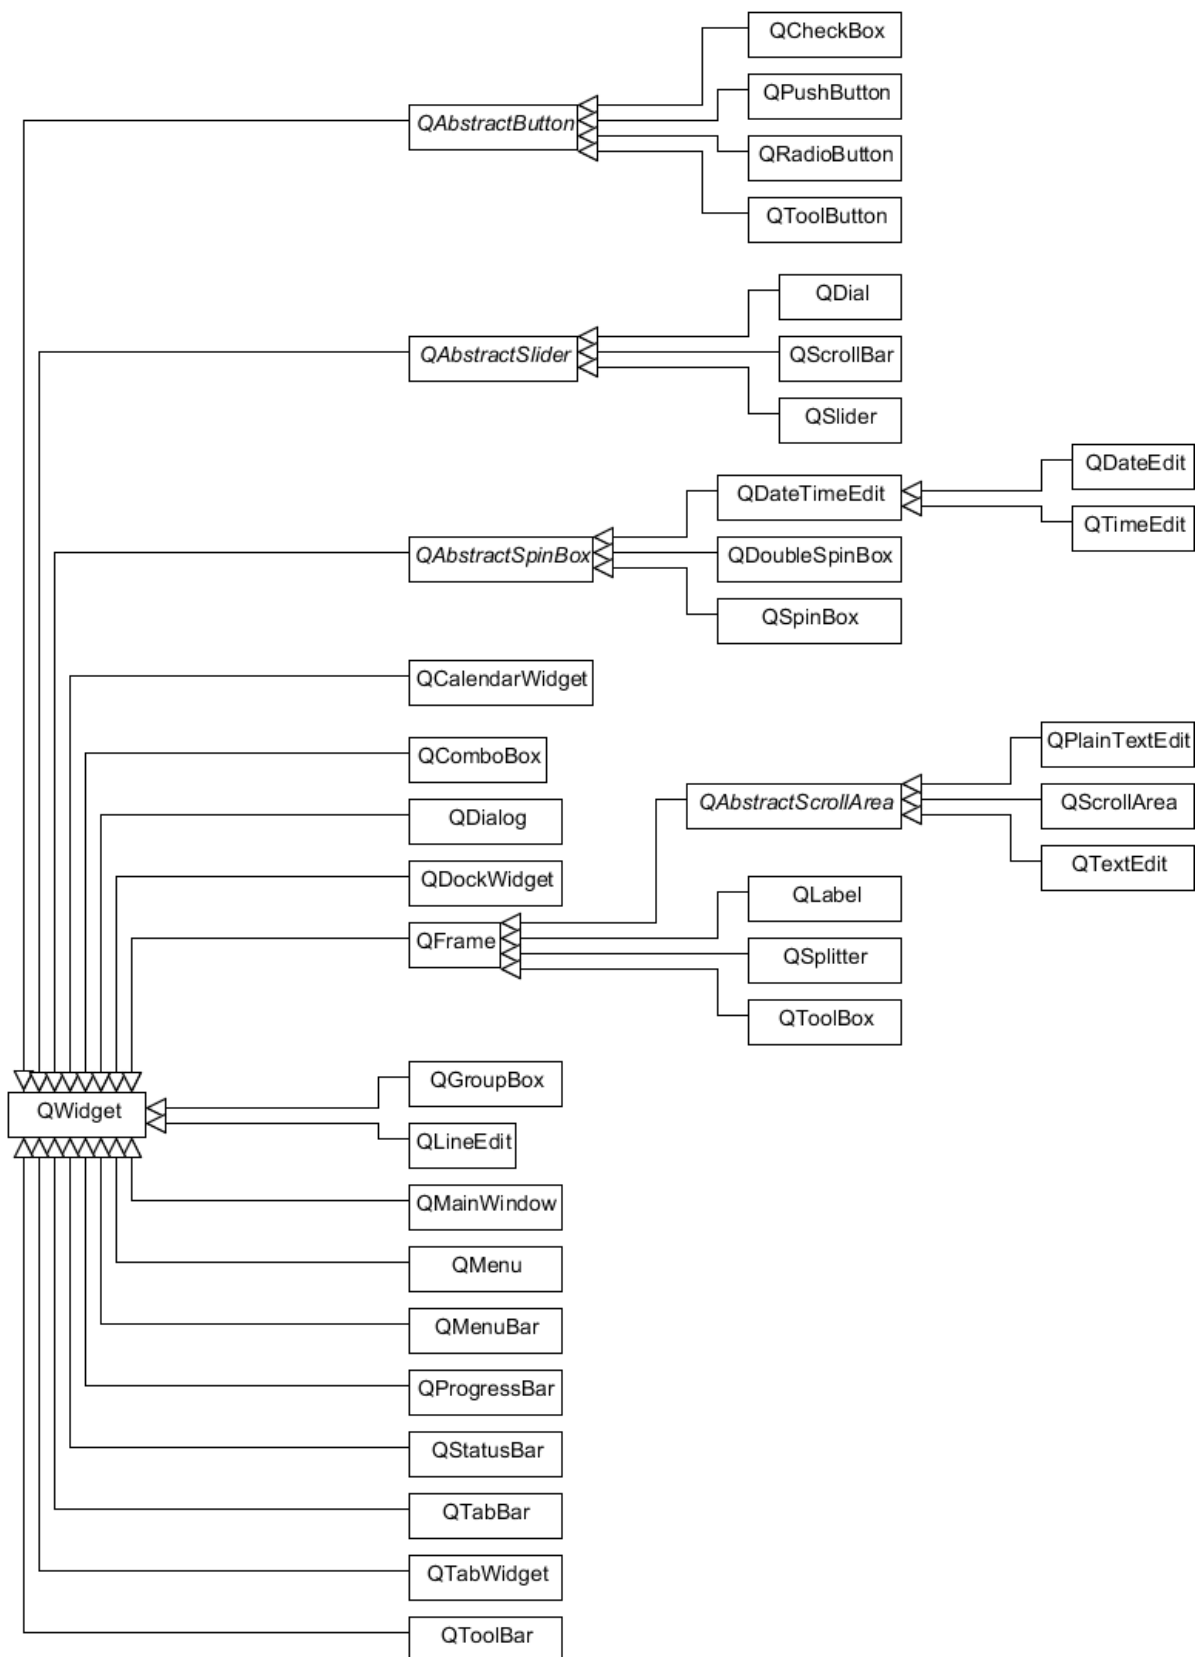 QCheckBox
QPushButton
QAbstractButton
QRadioButton
QToolButton
QDial
QAbstractSlider
QScrollBar
QSlider
QDateEdit
QDateTimeEdit
QTimeEdit
QAbstractSpinBox
QDoubleSpinBox
QSpinBox
QCalendarWidget
QPlainTextEdit
QComboBox
QAbstractScrollArea
QScrollArea
QDialog
QTextEdit
QDockWidget
QLabel
QFrame
QSplitter
QToolBox
QGroupBox
QWidget
QLineEdit
QMainWindow
QMenu
QMenuBar
QProgressBar
QStatusBar
QTabBar
QTabWidget
QToolBar